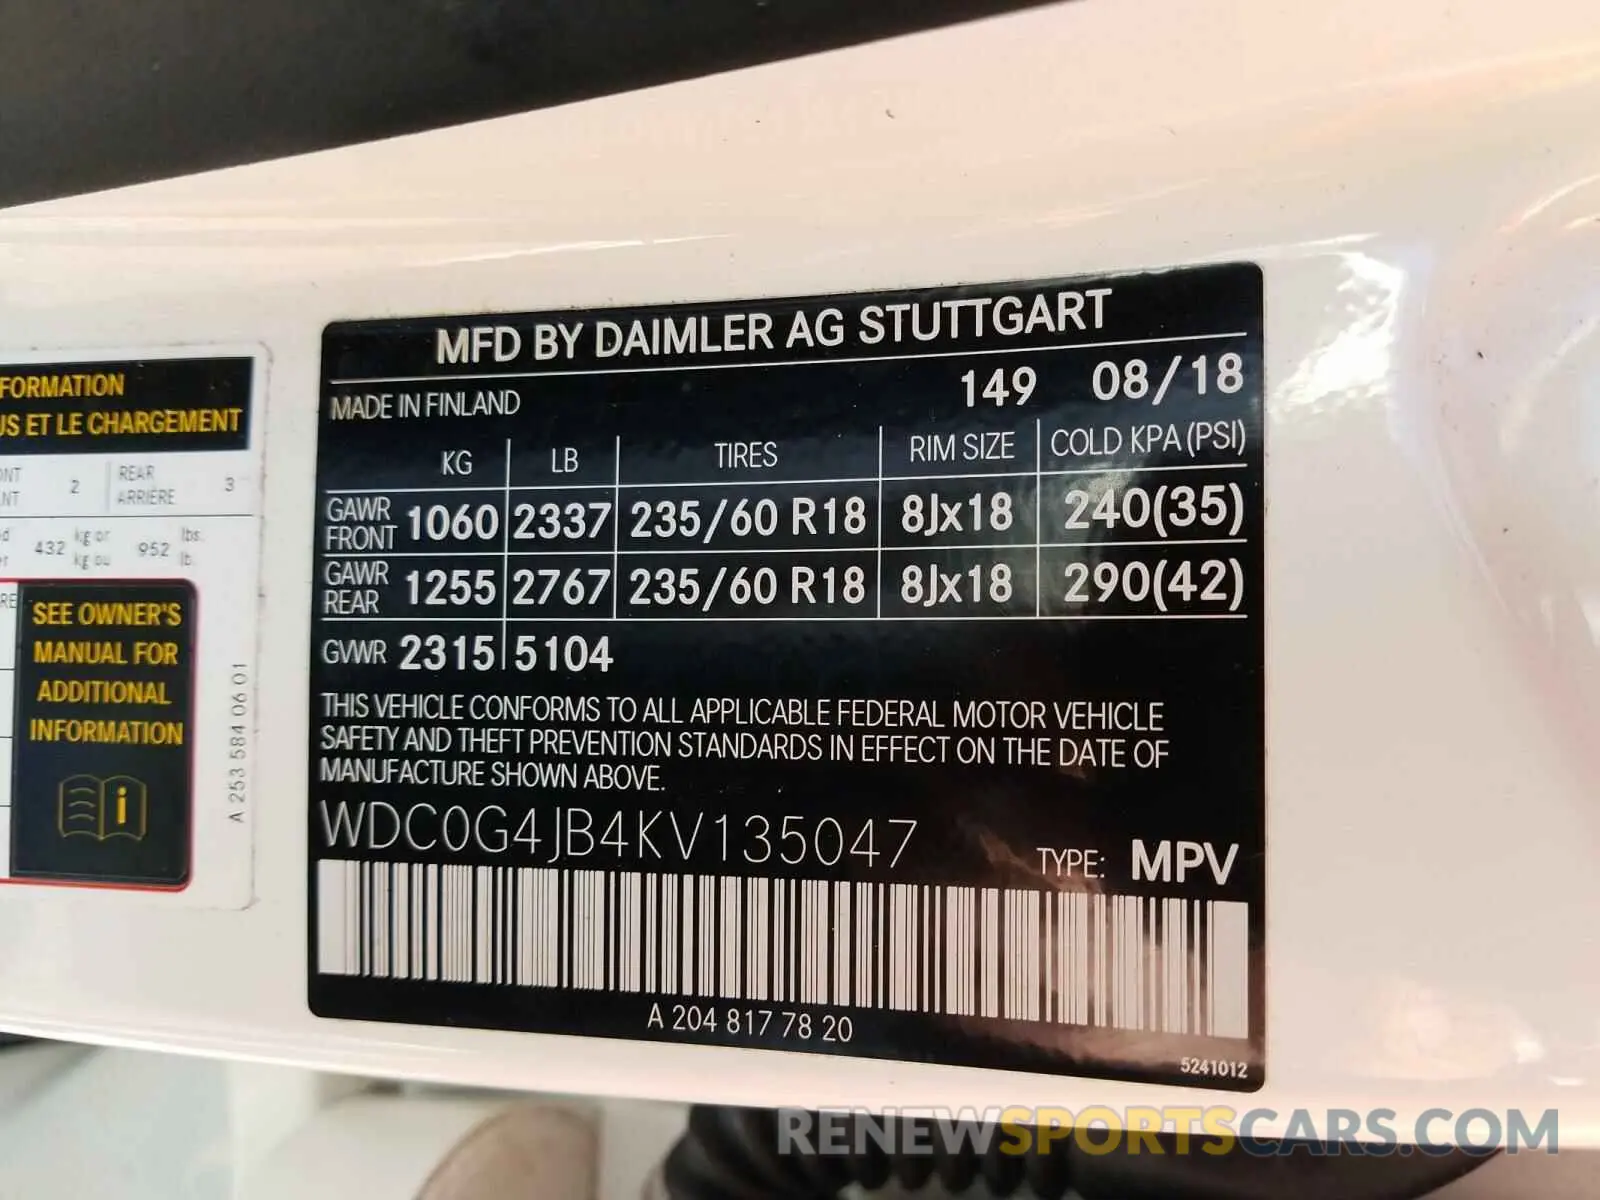 FORMATION
US ET LE CHARGEMENT
2
REAR
ARRIÈRE
3
432 kg or
kg ou
952 lbs.
lb.
SEE OWNER'S
MANUAL FOR
ADDITIONAL
INFORMATION
i
A 253 584 06 01
MFD BY DAIMLER AG STUTTGART
MADE IN FINLAND 149 08/18
KG LB TIRES RIM SIZE COLD KPA (PSI)
GAWR FRONT 1060 2337 235/60 R18 8Jx18 240(35)
GAWR REAR 1255 2767 235/60 R18 8Jx18 290(42)
GVWR 2315 5104
THIS VEHICLE CONFORMS TO ALL APPLICABLE FEDERAL MOTOR VEHICLE
SAFETY AND THEFT PREVENTION STANDARDS IN EFFECT ON THE DATE OF
MANUFACTURE SHOWN ABOVE.
WDC0G4JB4KV135047
TYPE: MPV
A 204 817 78 20
5241012
RENEWSPORTSCARS.COM